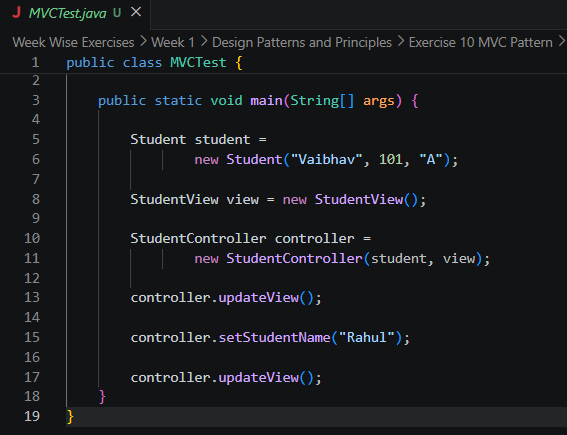 J MVCTest.java U ×
Week Wise Exercises > Week 1 > Design Patterns and Principles > Exercise 10 MVC Pattern >
1 public class MVCTest {
2
3 public static void main(String[] args) {
4
5 Student student =
6 new Student("Vaibhav", 101, "A");
7
8 StudentView view = new StudentView();
9
10 StudentController controller =
11 new StudentController(student, view);
12
13 controller.updateView();
14
15 controller.setStudentName("Rahul");
16
17 controller.updateView();
18 }
19 }